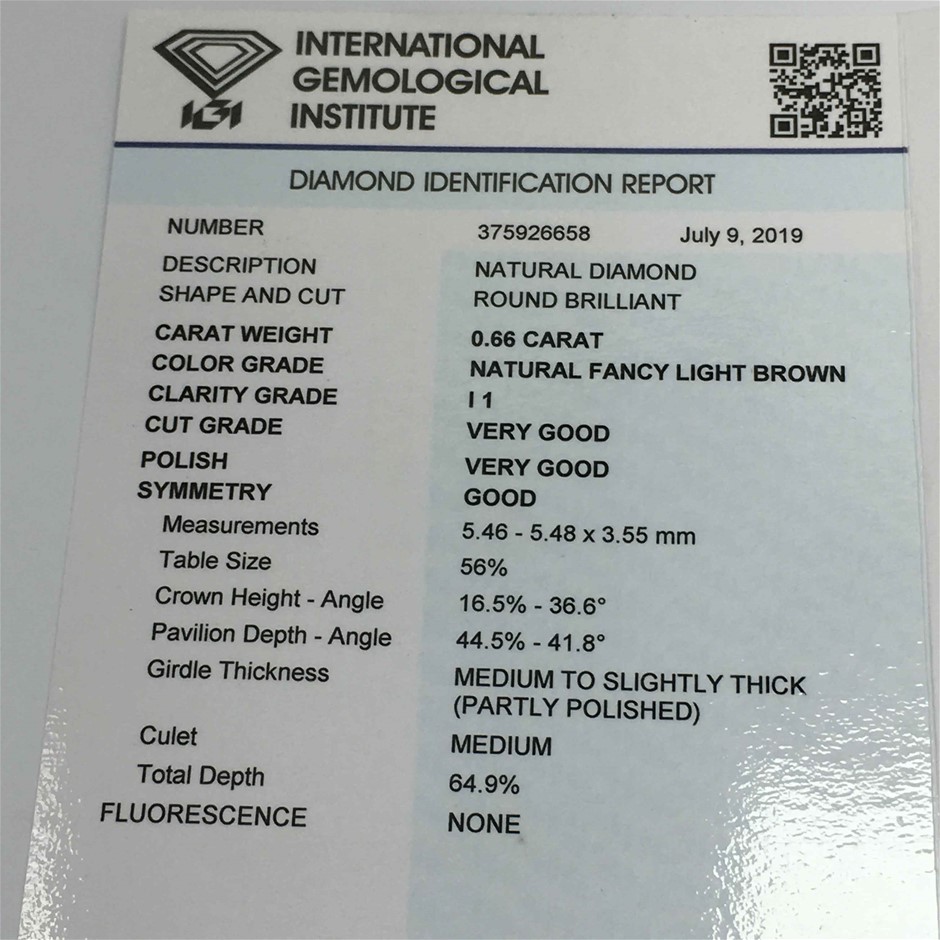 INTERNATIONAL
GEMOLOGICAL
INSTITUTE
IGI
DIAMOND IDENTIFICATION REPORT
NUMBER 375926658 July 9, 2019
DESCRIPTION NATURAL DIAMOND
SHAPE AND CUT ROUND BRILLIANT
CARAT WEIGHT 0.66 CARAT
COLOR GRADE NATURAL FANCY LIGHT BROWN
CLARITY GRADE I 1
CUT GRADE VERY GOOD
POLISH VERY GOOD
SYMMETRY GOOD
Measurements 5.46 - 5.48 x 3.55 mm
Table Size 56%
Crown Height - Angle 16.5% - 36.6°
Pavilion Depth - Angle 44.5% - 41.8°
Girdle Thickness MEDIUM TO SLIGHTLY THICK
(PARTLY POLISHED)
Culet MEDIUM
Total Depth 64.9%
FLUORESCENCE NONE